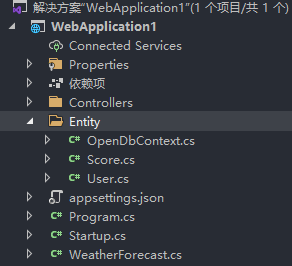 解决方案"WebApplication1"(1 个项目/共 1 个)
WebApplication1
Connected Services
Properties
依赖项
Controllers
Entity
OpenDbContext.cs
Score.cs
User.cs
appsettings.json
Program.cs
Startup.cs
WeatherForecast.cs